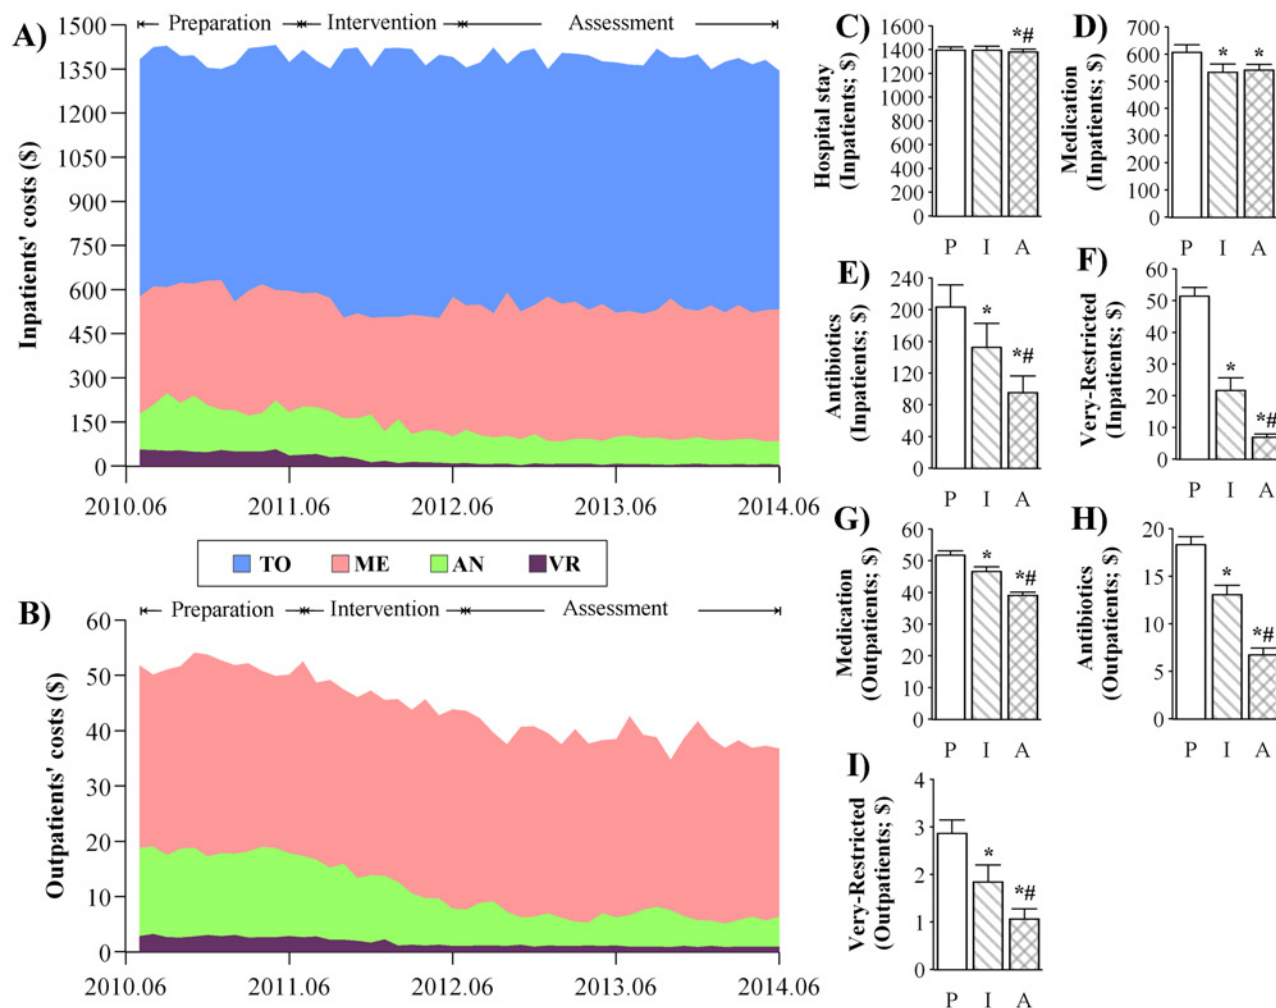 A)
Preparation Intervention Assessment
Inpatients' costs ($)
1500
1350
1200
1050
900
750
600
450
300
150
0
2010.06 2011.06 2012.06 2013.06 2014.06
TO ME AN VR
B)
Preparation Intervention Assessment
Outpatients' costs ($)
60
50
40
30
20
10
0
2010.06 2011.06 2012.06 2013.06 2014.06
C)
Hospital stay
(Inpatients; $)
1600
1400
1200
1000
800
600
400
200
0
*#
P I A
D)
Medication
(Inpatients; $)
700
600
500
400
300
200
100
0
* *
P I A
E)
Antibiotics
(Inpatients; $)
240
200
160
120
80
40
0
*
*#
P I A
F)
Very-Restricted
(Inpatients; $)
60
50
40
30
20
10
0
*
*#
P I A
G)
Medication
(Outpatients; $)
60
50
40
30
20
10
0
*
*#
P I A
H)
Antibiotics
(Outpatients; $)
20
15
10
5
0
*
*#
P I A
I)
Very-Restricted
(Outpatients; $)
4
3
2
1
0
*
*#
P I A